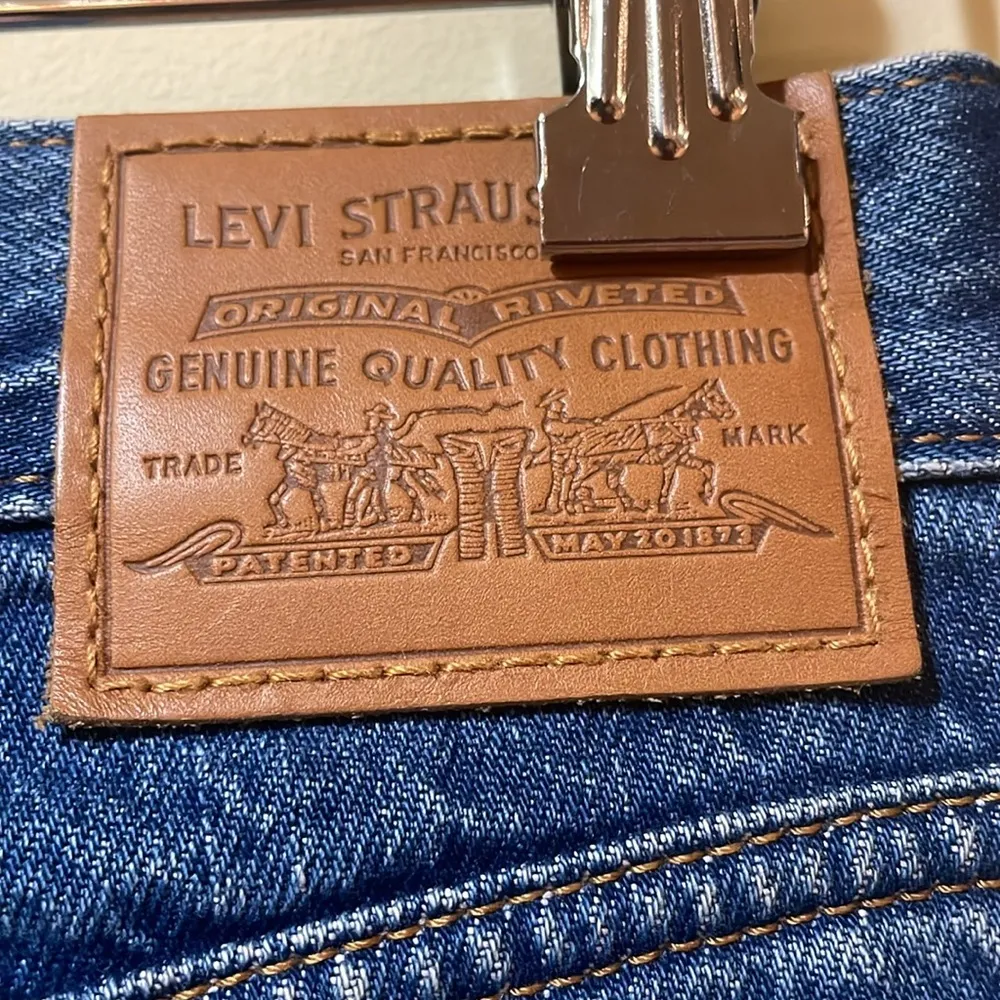 LEVI STRAUS
SAN FRANCISCO
ORIGINAL RIVETED
GENUINE QUALITY CLOTHING
TRADE MARK
PATENTED MAY 20 1873